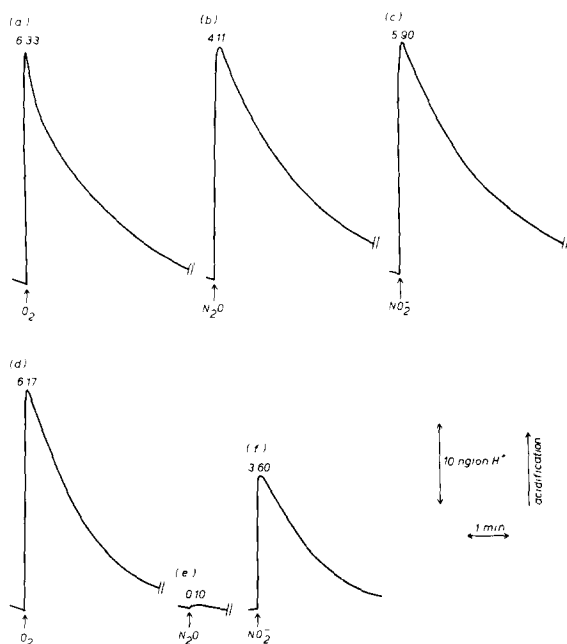 (a)
6.33
O2
(b)
4.11
N2O
(c)
5.90
NO2-
(d)
6.17
O2
(e)
0.10
N2O
(f)
3.60
NO2-
10 ngion H+
acidification
1 min